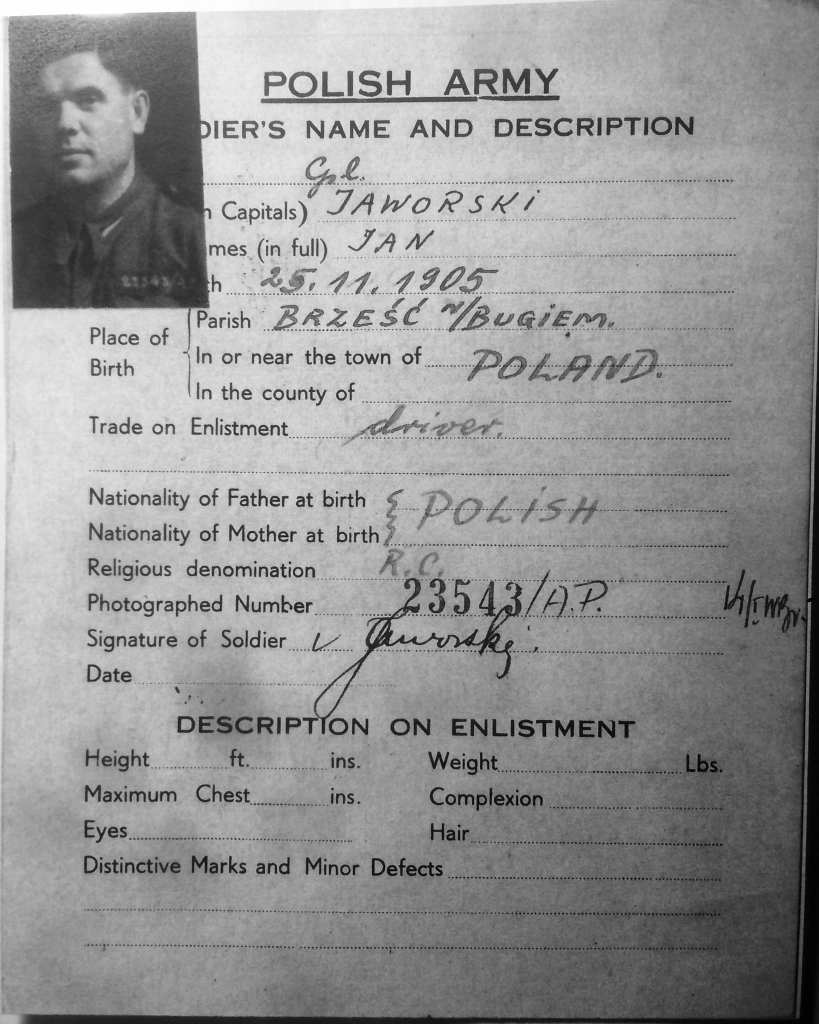 POLISH ARMY
DIER'S NAME AND DESCRIPTION
Cpl.
n Capitals) JAWORSKI
mes (in full) JAN
th 25.11.1905
Place of Birth
Parish BRZEŚĆ n/BUGIEM.
In or near the town of POLAND.
In the county of
Trade on Enlistment driver.
Nationality of Father at birth
Nationality of Mother at birth } POLISH
Religious denomination R.C.
Photographed Number 23543/A.P.
Signature of Soldier v Jaworski.
Date
DESCRIPTION ON ENLISTMENT
Height ft. ins. Weight Lbs.
Maximum Chest ins. Complexion
Eyes Hair
Distinctive Marks and Minor Defects